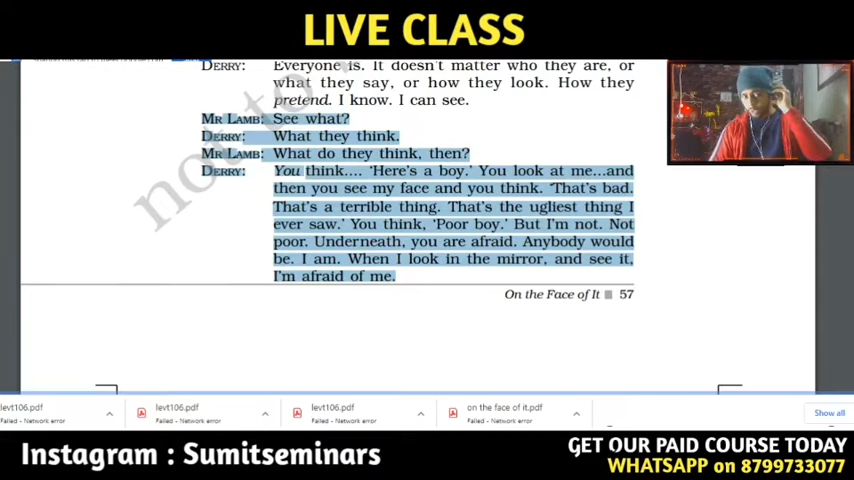 LIVE CLASS
DERRY: Everyone is. It doesn't matter who they are, or
what they say, or how they look. How they
pretend. I know. I can see.
MR LAMB: See what?
DERRY: What they think.
MR LAMB: What do they think, then?
DERRY: You think.... 'Here's a boy.' You look at me...and
then you see my face and you think. 'That's bad.
That's a terrible thing. That's the ugliest thing I
ever saw.' You think, 'Poor boy.' But I'm not. Not
poor. Underneath, you are afraid. Anybody would
be. I am. When I look in the mirror, and see it,
I'm afraid of me.
not to
On the Face of It 57
levt106.pdf
Failed - Network error
levt106.pdf
Failed - Network error
levt106.pdf
Failed - Network error
on the face of it.pdf
Failed - Network error
Show all
Instagram : Sumitseminars
GET OUR PAID COURSE TODAY
WHATSAPP on 8799733077